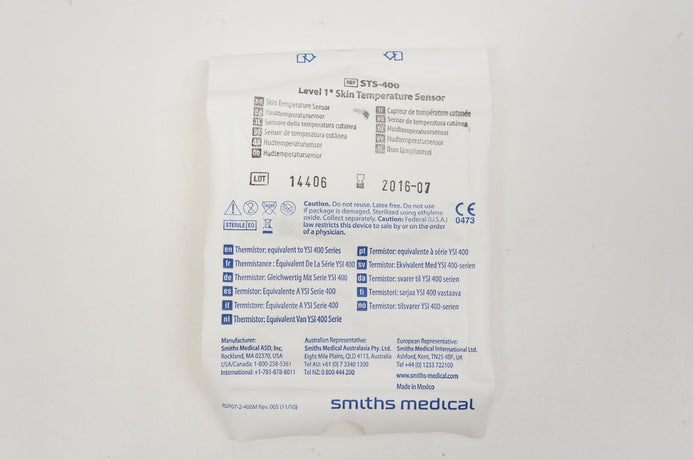 REF STS-400
Level 1® Skin Temperature Sensor
en Skin Temperature Sensor
Hauttemperatursensor
it Sensore della temperatura cutanea
Sensor de temperatura cutânea
Hudtemperatursensor
Hudtemperatursensor
fr Capteur de température cutanée
es Sensor de temperatura cutánea
nl Huidtemperatuursensor
Hudtemperatursensor
LOT 14406 2016-07
Caution. Do not reuse. Latex free. Do not use
if package is damaged. Sterilized using ethylene
oxide. Collect separately. Caution: Federal (U.S.A.)
law restricts this device to sale by or on the order
of a physician.
STERILE EO
CE
0473
en Thermistor: equivalent to YSI 400 Series
fr Thermistance : Équivalent De La Série YSI 400
de Thermistor: Gleichwertig Mit Serie YSI 400
es Termistor: Equivalente A YSI Serie 400
it Termistore: Equivalente A YSI Serie 400
nl Thermistor: Equivalent Van YSI 400 Serie
pt Termistor: equivalente à série YSI 400
sv Termistor: Ekvivalent Med YSI 400-serien
da Termistor: svarer til YSI 400 serien
fi Termistori: sarjaa YSI 400 vastaava
no Termistor: tilsvarer YSI 400-serien
Manufacturer:
Smiths Medical ASD, Inc.
Rockland, MA 02370, USA
USA/Canada: 1-800-258-5361
International: +1-781-878-8011
Australian Representative:
Smiths Medical Australasia Pty. Ltd.
Eight Mile Plains, QLD 4113, Australia
Tel AU: +61 (0) 7 3340 1300
Tel NZ: 0 800 444 200
European Representative:
Smiths Medical International Ltd.
Ashford, Kent, TN25 4BF, UK
Tel +44 (0) 1233 722100
www.smiths-medical.com
Made in Mexico
RSP07-2-400M Rev. 005 (11/10)
smiths medical